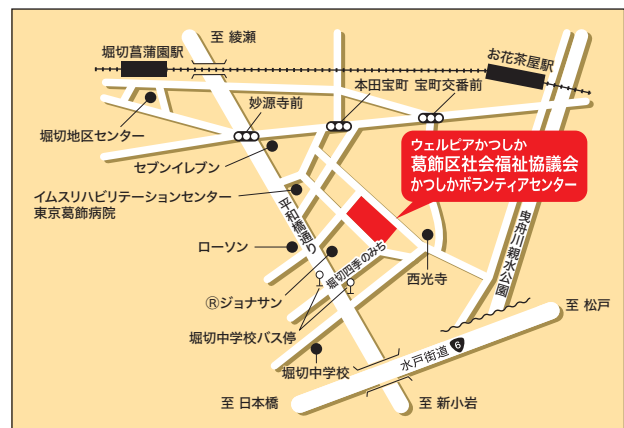 至 綾瀬
堀切菖蒲園駅
お花茶屋駅
本田宝町
宝町交番前
妙源寺前
堀切地区センター
セブンイレブン
ウェルピアかつしか
葛飾区社会福祉協議会
かつしかボランティアセンター
イムスリハビリテーションセンター
東京葛飾病院
平和橋通り
曳舟川親水公園
ローソン
堀切四季のみち
西光寺
Ⓡジョナサン
至 松戸
堀切中学校バス停
水戸街道 6
堀切中学校
至 日本橋
至 新小岩